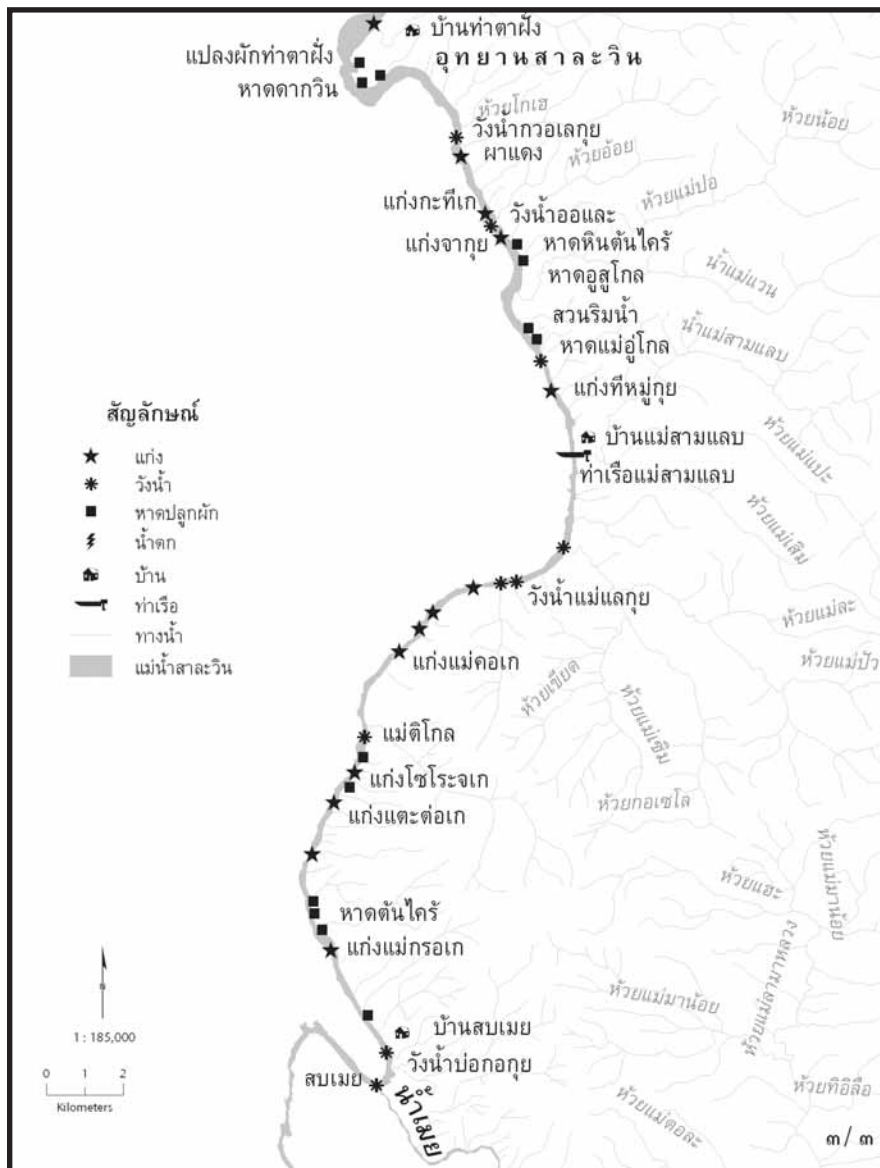 บ้านท่าตาฝั่ง
อุทยานสาละวิน
แปลงผักท่าตาฝั่ง
หาดดากวิน
ห้วยโกเฮ
วังน้ำกวอเลกุย
ห้วยน้อย
ผาแดง
ห้วยอ้อย
ห้วยแม่ปอ
แก่งกะทีเก
วังน้ำออและ
แก่งจากุย
หาดหินต้นไคร้
น้ำแม่แวน
หาดอูสูโกล
สวนริมน้ำ
น้ำแม่สามแลบ
หาดแม่อู่โกล
แก่งทีหมู่กุย
สัญลักษณ์
แก่ง
วังน้ำ
หาดปลูกผัก
น้ำตก
บ้าน
ท่าเรือ
ทางน้ำ
แม่น้ำสาละวิน
บ้านแม่สามแลบ
ท่าเรือแม่สามแลบ
ห้วยแม่แปะ
ห้วยแม่เสิม
วังน้ำแม่แลกุย
ห้วยแม่ละ
แก่งแม่คอเก
ห้วยแม่ปัว
ห้วยเขียด
ห้วยแม่เซิม
แม่ติโกล
แก่งโซโระจเก
แก่งแตะต่อเก
ห้วยกอเซโล
ห้วยแฮะ
ห้วยแม่มาน้อย
หาดต้นไคร้
แก่งแม่กรอเก
ห้วยแม่ลามาหลวง
ห้วยแม่มาน้อย
N
1 : 185,000
0 1 2
Kilometers
บ้านสบเมย
วังน้ำบ่อกอกุย
สบเมย
น้ำเมย
ห้วยทิอิลือ
ห้วยแม่ตอละ
๓/ ๓